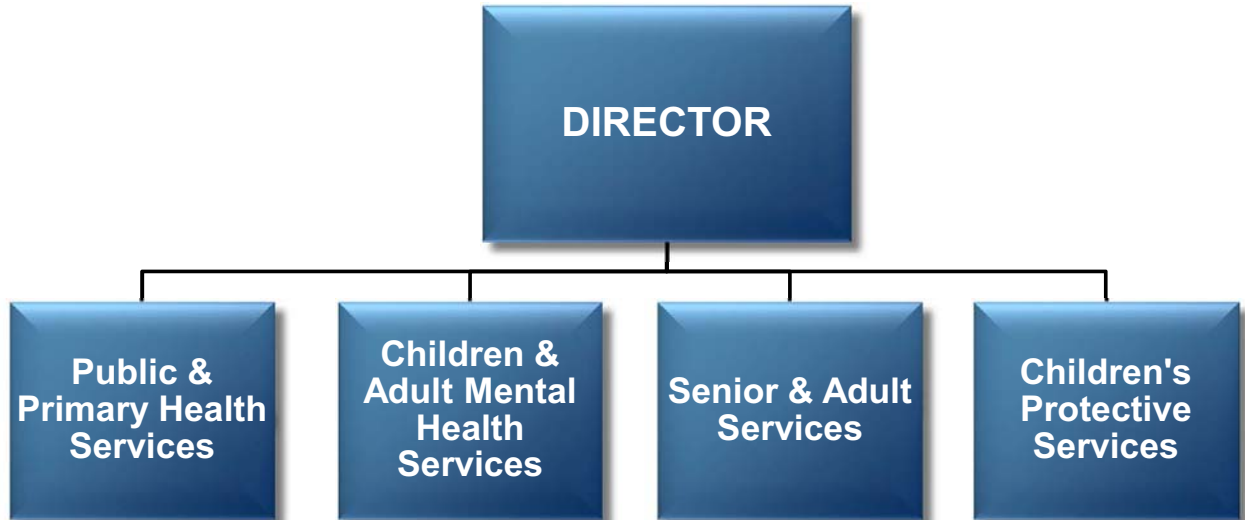 DIRECTOR
Public &
Primary Health
Services
Children &
Adult Mental
Health
Services
Senior & Adult
Services
Children's
Protective
Services